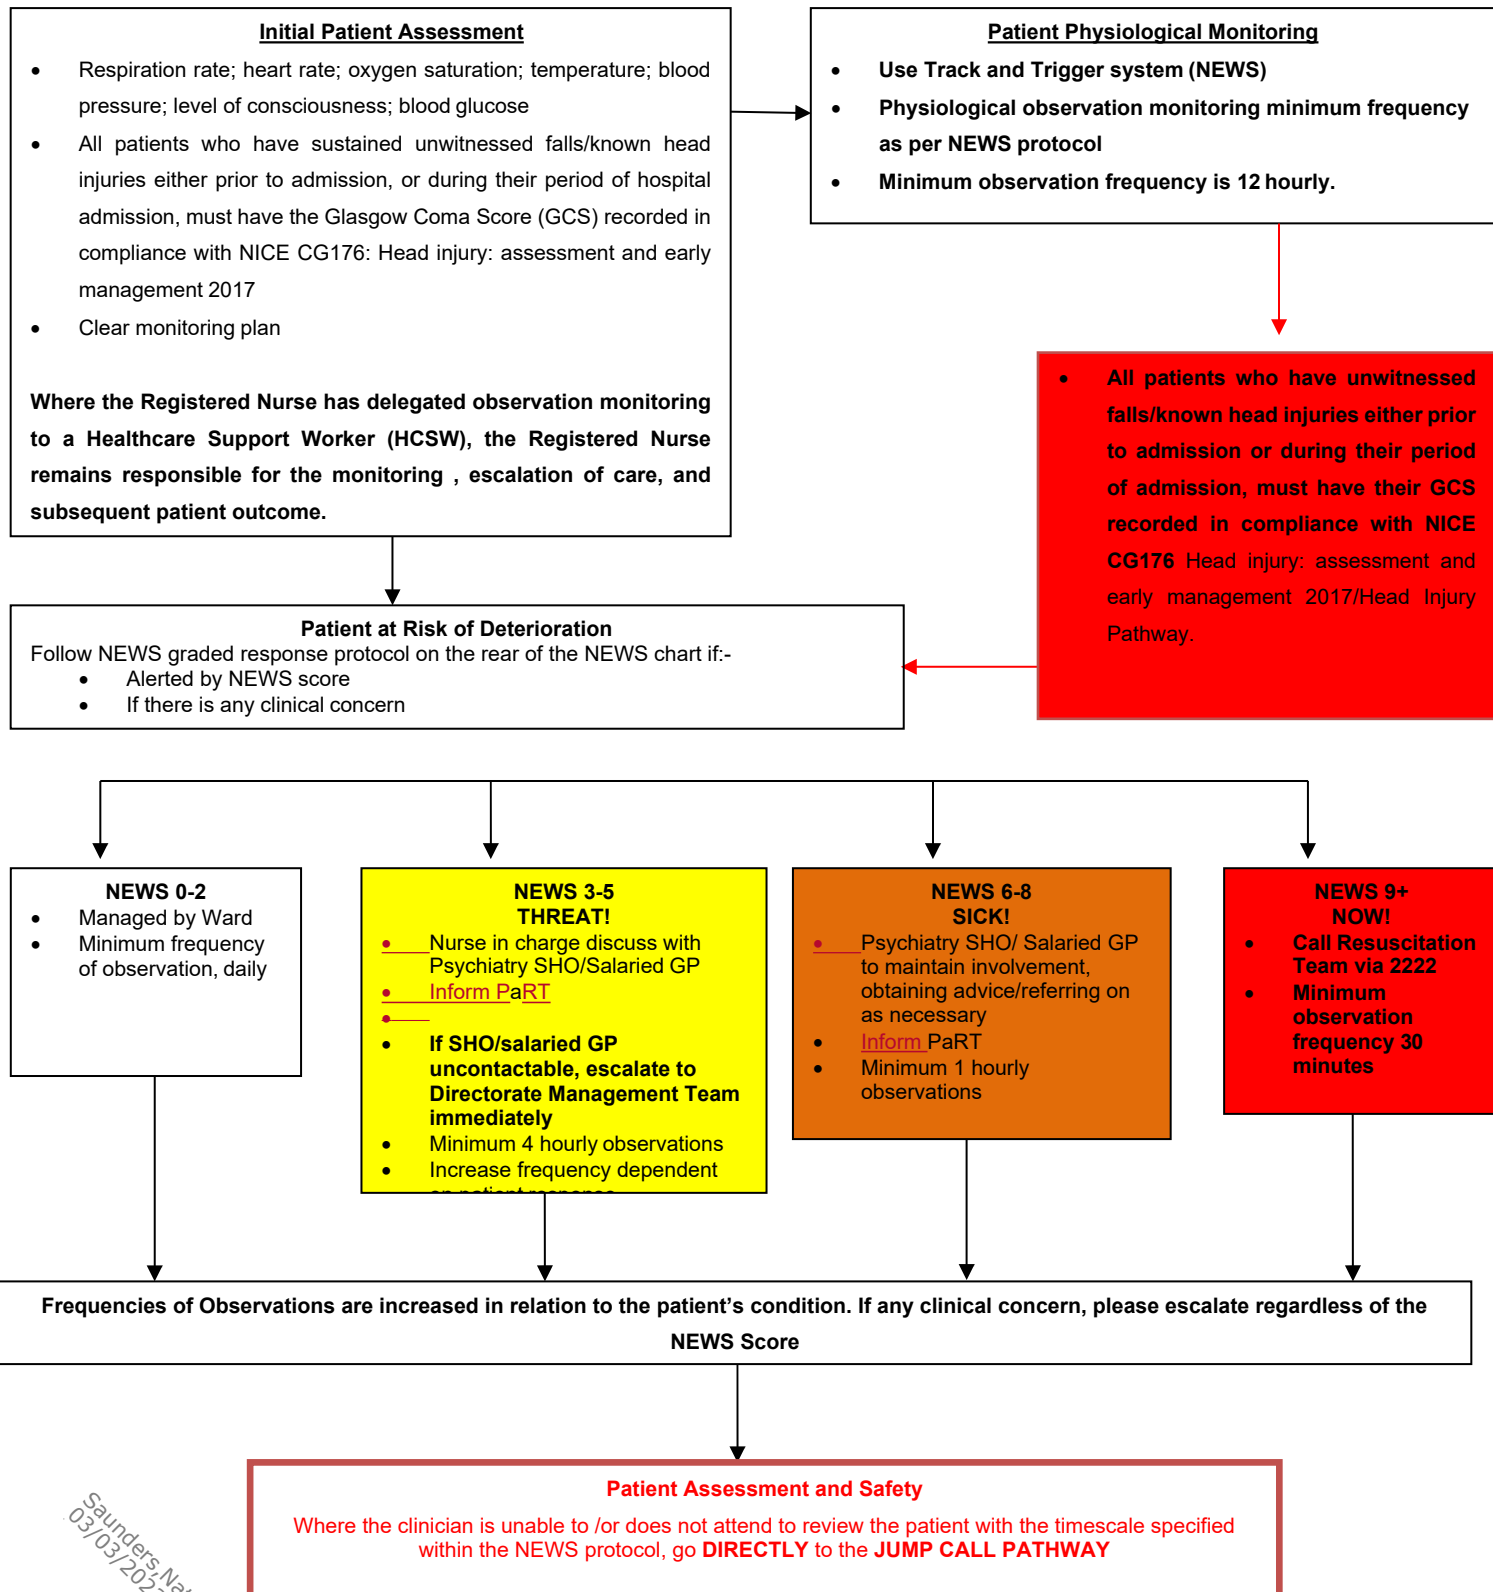 Initial Patient Assessment
• Respiration rate; heart rate; oxygen saturation; temperature; blood
pressure; level of consciousness; blood glucose
• All patients who have sustained unwitnessed falls/known head
injuries either prior to admission, or during their period of hospital
admission, must have the Glasgow Coma Score (GCS) recorded in
compliance with NICE CG176: Head injury: assessment and early
management 2017
• Clear monitoring plan
Where the Registered Nurse has delegated observation monitoring
to a Healthcare Support Worker (HCSW), the Registered Nurse
remains responsible for the monitoring , escalation of care, and
subsequent patient outcome.
Patient Physiological Monitoring
• Use Track and Trigger system (NEWS)
• Physiological observation monitoring minimum frequency
as per NEWS protocol
• Minimum observation frequency is 12 hourly.
• All patients who have unwitnessed
falls/known head injuries either prior
to admission or during their period
of admission, must have their GCS
recorded in compliance with NICE
CG176 Head injury: assessment and
early management 2017/Head Injury
Pathway.
Patient at Risk of Deterioration
Follow NEWS graded response protocol on the rear of the NEWS chart if:-
• Alerted by NEWS score
• If there is any clinical concern
NEWS 0-2
• Managed by Ward
• Minimum frequency
of observation, daily
NEWS 3-5
THREAT!
• Nurse in charge discuss with
Psychiatry SHO/Salaried GP
• Inform PaRT
•
• If SHO/salaried GP
uncontactable, escalate to
Directorate Management Team
immediately
• Minimum 4 hourly observations
• Increase frequency dependent
on patient response
NEWS 6-8
SICK!
• Psychiatry SHO/ Salaried GP
to maintain involvement,
obtaining advice/referring on
as necessary
• Inform PaRT
• Minimum 1 hourly
observations
NEWS 9+
NOW!
• Call Resuscitation
Team via 2222
• Minimum
observation
frequency 30
minutes
Frequencies of Observations are increased in relation to the patient's condition. If any clinical concern, please escalate regardless of the
NEWS Score
Patient Assessment and Safety
Where the clinician is unable to /or does not attend to review the patient with the timescale specified
within the NEWS protocol, go DIRECTLY to the JUMP CALL PATHWAY
Saunders,